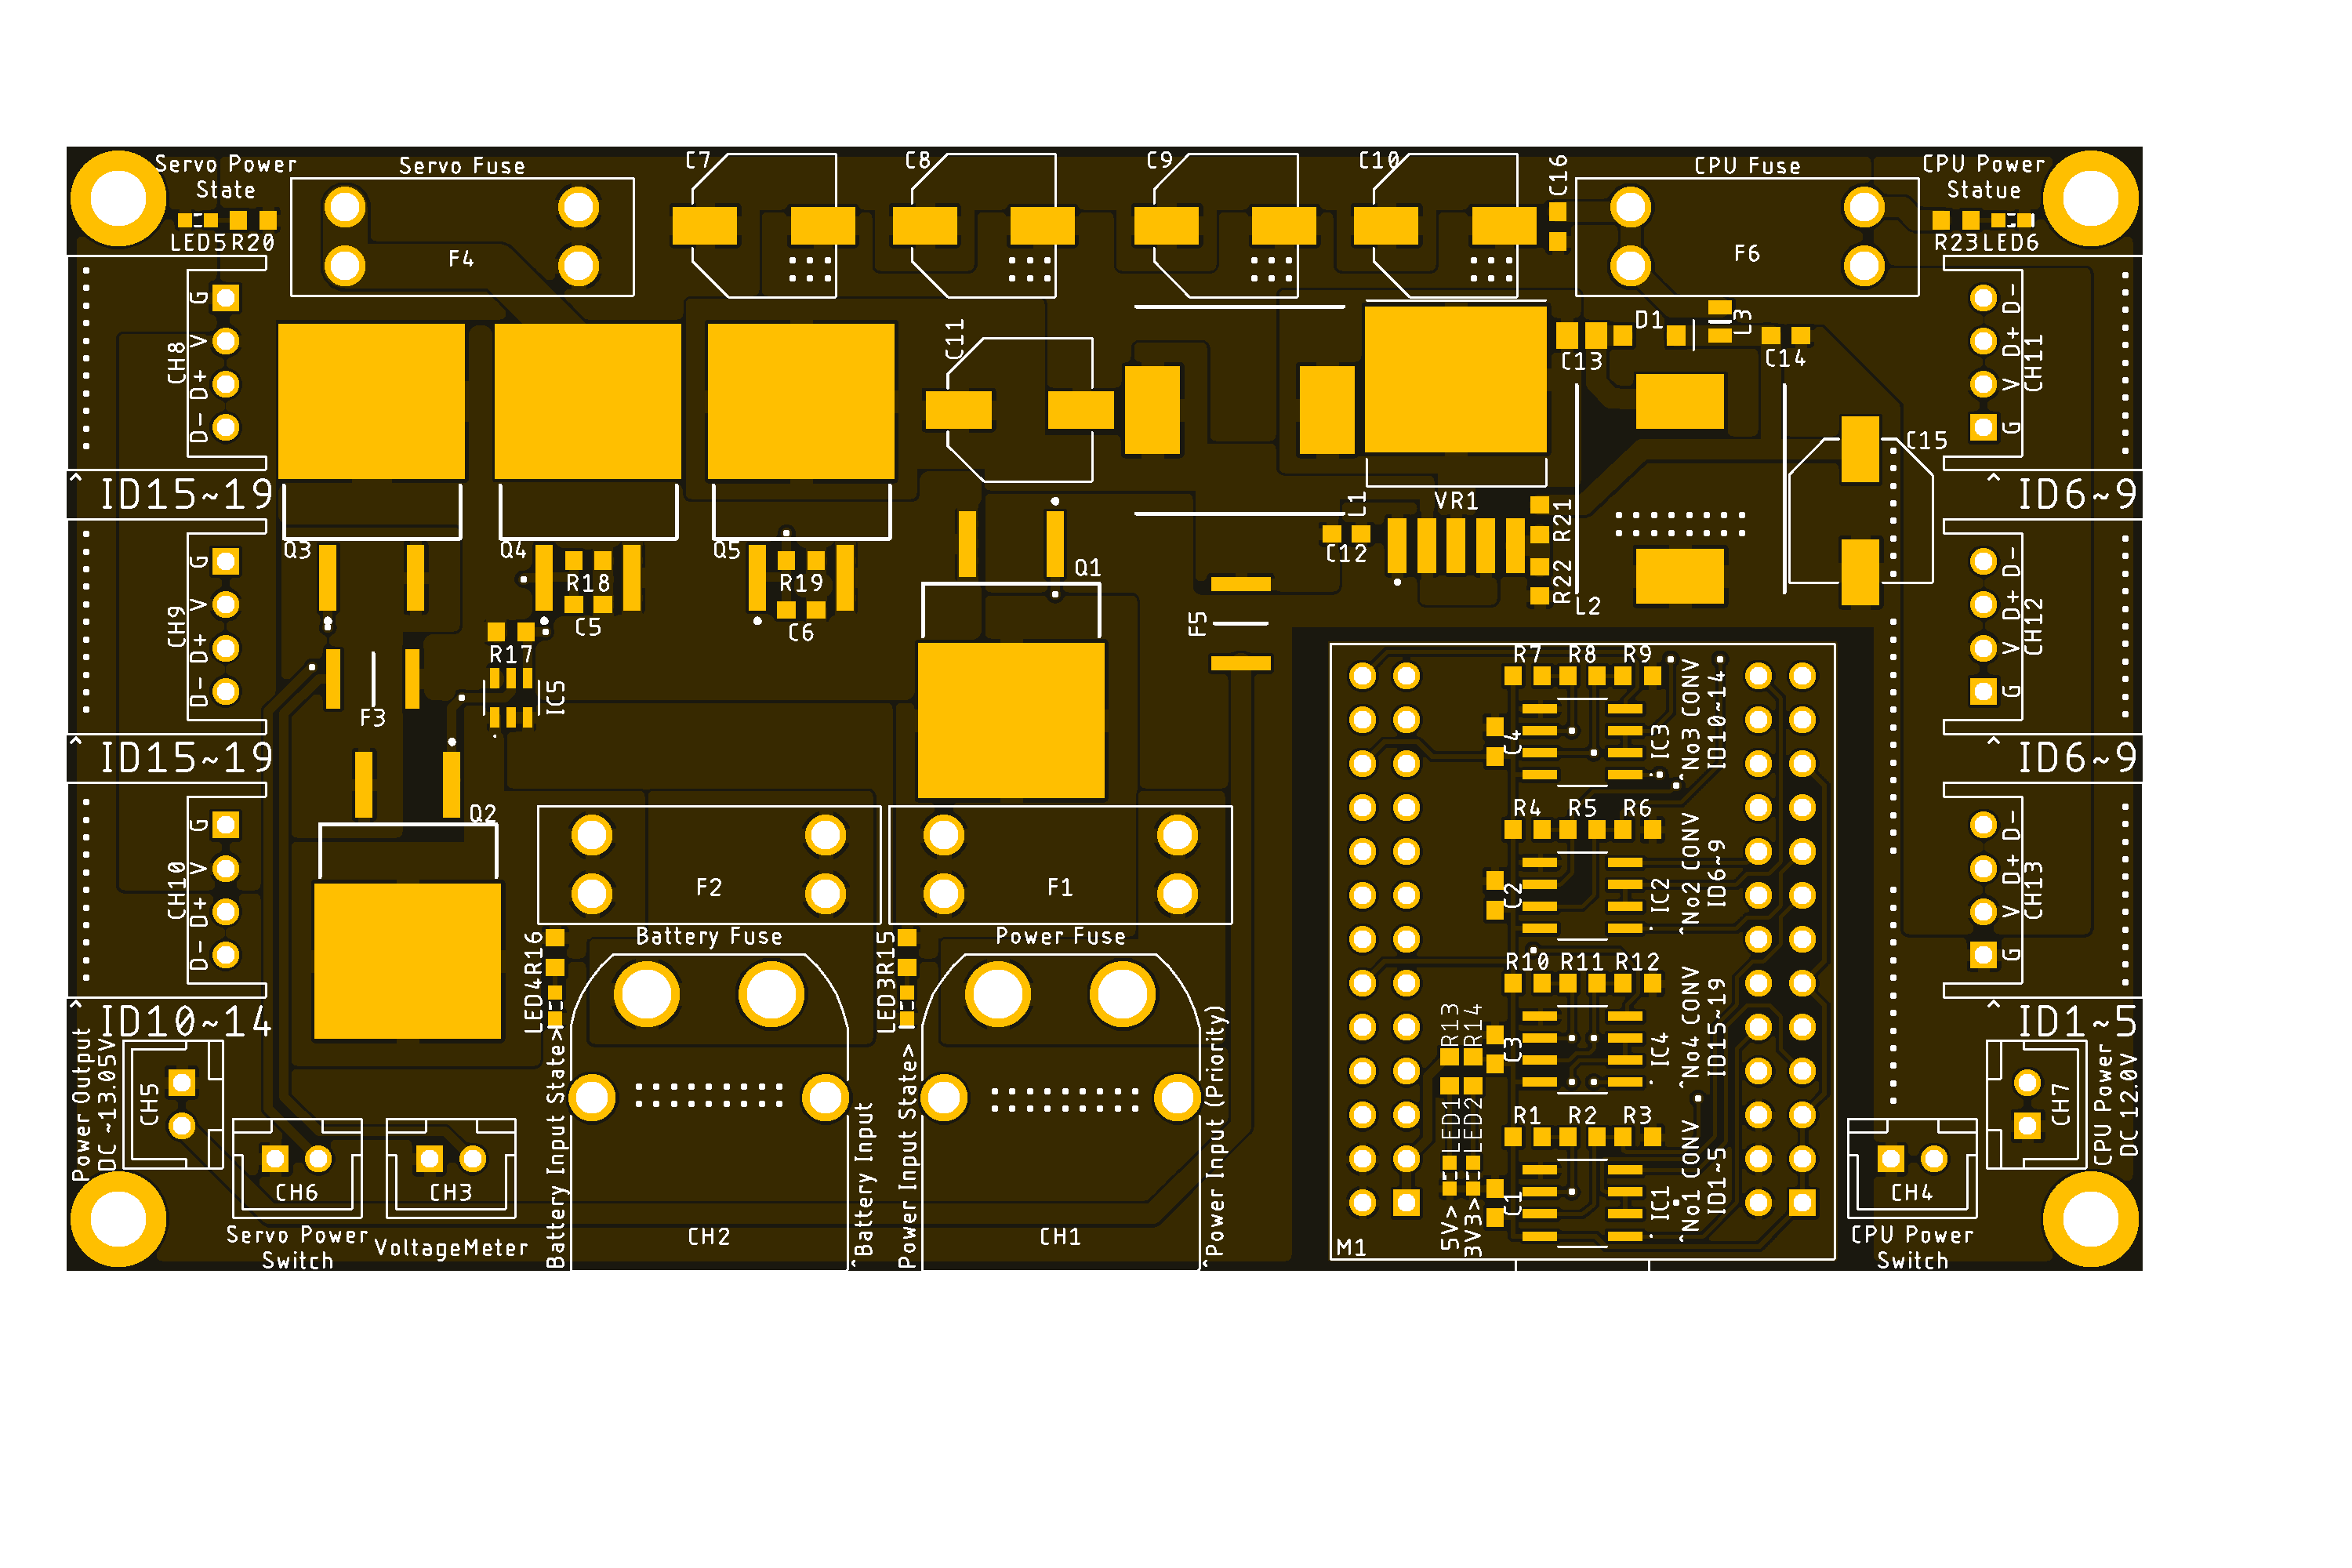 Servo Power
State
LED5 R20
Servo Fuse
F4
C7
C8
C9
C10
C16
CPU Fuse
F6
CPU Power
Statue
R23 LED6
G
V
D+
D-
CH8
ID15~19
Q3
Q4
Q5
C11
L1
VR1
C12
C13
D1
L3
C14
C15
R21
R22
L2
D-
D+
V
G
CH11
ID6~9
R18
C5
R19
C6
Q1
F5
G
V
D+
D-
CH9
ID15~19
R17
IC5
F3
Q2
D-
D+
V
G
CH12
ID6~9
R7 R8 R9
C4
IC3
^No3 CONV
ID10~14
R4 R5 R6
C2
IC2
^No2 CONV
ID6~9
R10 R11 R12
C3
IC4
^No4 CONV
ID15~19
R13
R14
LED1
LED2
5V>
3V3>
R1 R2 R3
C1
IC1
^No1 CONV
ID1~5
M1
G
V
D+
D-
CH10
ID10~14
F2
Battery Fuse
F1
Power Fuse
LED4 R16
LED3 R15
Battery Input State>
^Battery Input
Power Input State>
^Power Input (Priority)
CH2
CH1
D-
D+
V
G
CH13
ID1~5
Power Output
DC ~13.05V
CH5
CH6
Servo Power
Switch
CH3
VoltageMeter
CH4
CPU Power
Switch
CH7
CPU Power
DC 12.0V